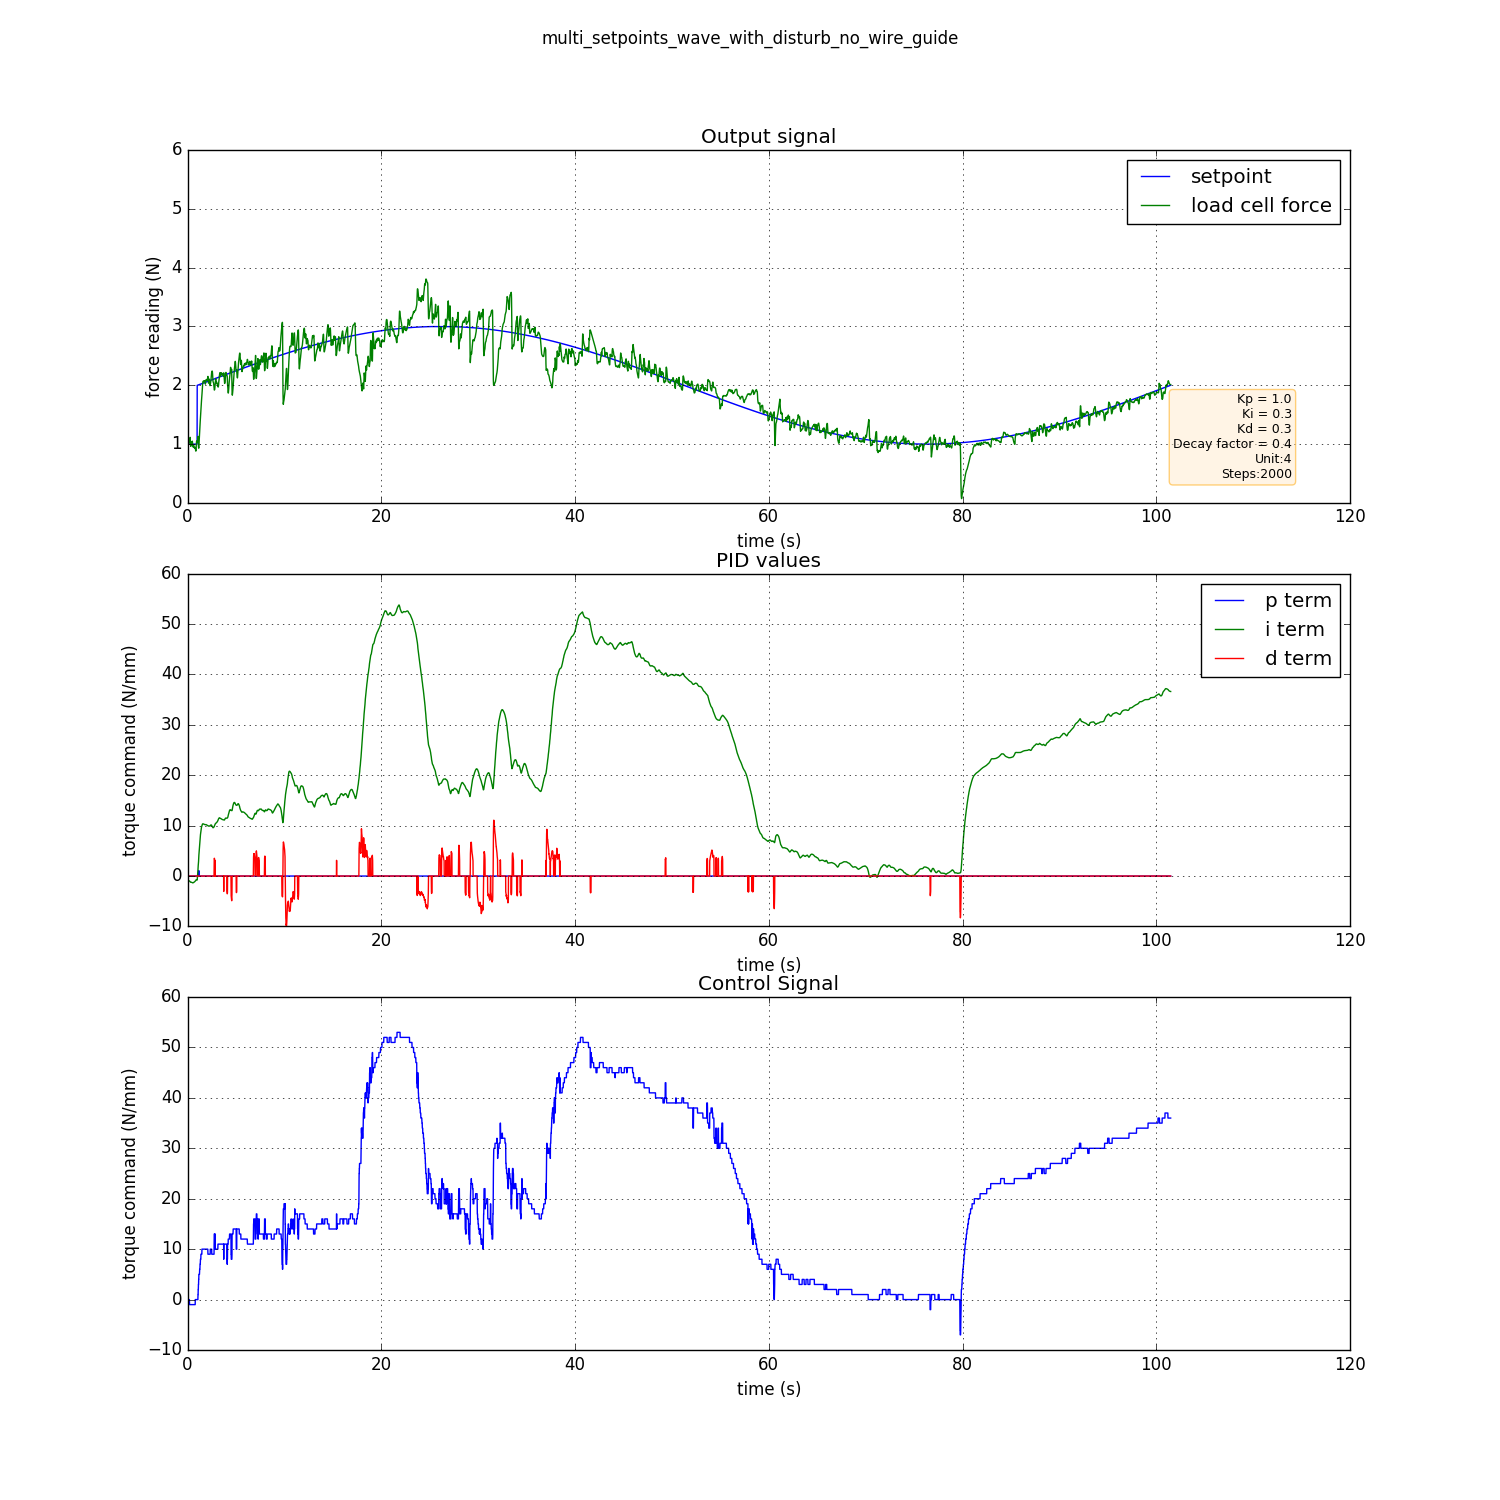 multi_setpoints_wave_with_disturb_no_wire_guide
Output signal
6
5
4
3
2
1
0
force reading (N)
setpoint
load cell force
Kp = 1.0
Ki = 0.3
Kd = 0.3
Decay factor = 0.4
Unit:4
Steps:2000
0 20 40 60 80 100 120
time (s)
PID values
60
50
40
30
20
10
0
−10
torque command (N/mm)
p term
i term
d term
0 20 40 60 80 100 120
time (s)
Control Signal
60
50
40
30
20
10
0
−10
torque command (N/mm)
0 20 40 60 80 100 120
time (s)